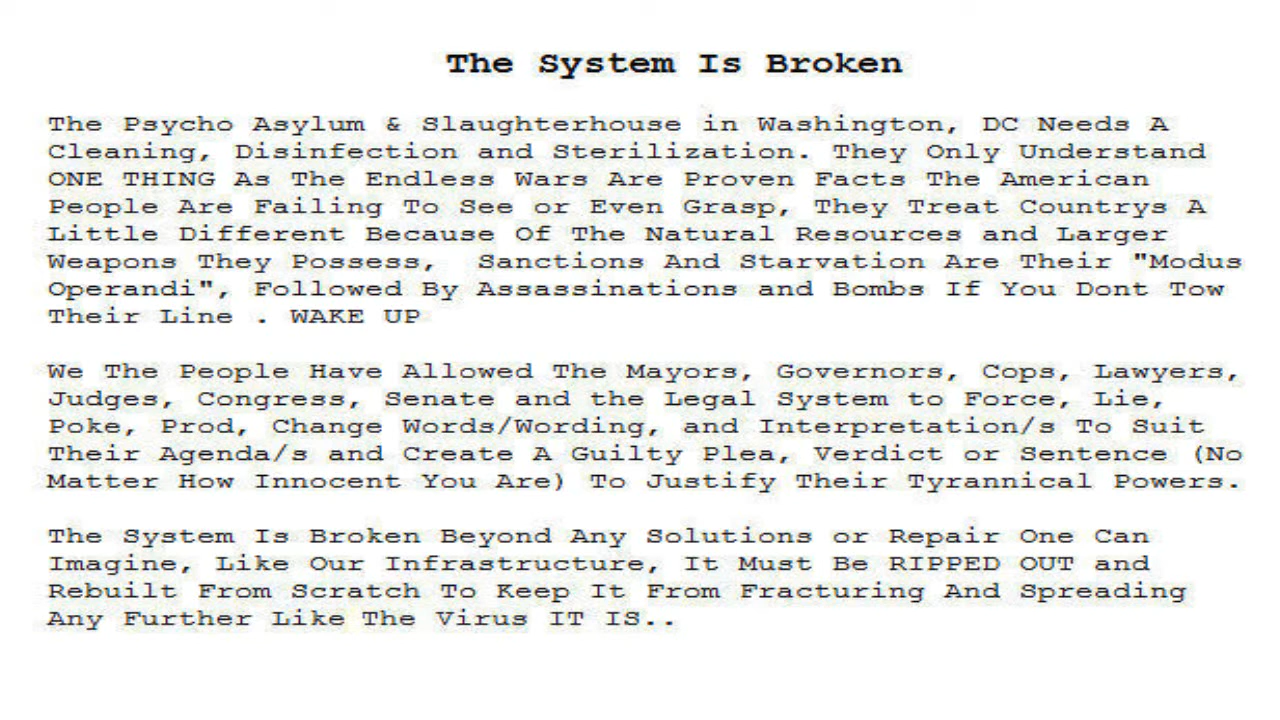 The System Is Broken
The Psycho Asylum & Slaughterhouse in Washington, DC Needs A
Cleaning, Disinfection and Sterilization. They Only Understand
ONE THING As The Endless Wars Are Proven Facts The American
People Are Failing To See or Even Grasp, They Treat Countrys A
Little Different Because Of The Natural Resources and Larger
Weapons They Possess,  Sanctions And Starvation Are Their "Modus
Operandi", Followed By Assassinations and Bombs If You Dont Tow
Their Line . WAKE UP
We The People Have Allowed The Mayors, Governors, Cops, Lawyers,
Judges, Congress, Senate and the Legal System to Force, Lie,
Poke, Prod, Change Words/Wording, and Interpretation/s To Suit
Their Agenda/s and Create A Guilty Plea, Verdict or Sentence (No
Matter How Innocent You Are) To Justify Their Tyrannical Powers.
The System Is Broken Beyond Any Solutions or Repair One Can
Imagine, Like Our Infrastructure, It Must Be RIPPED OUT and
Rebuilt From Scratch To Keep It From Fracturing And Spreading
Any Further Like The Virus IT IS..